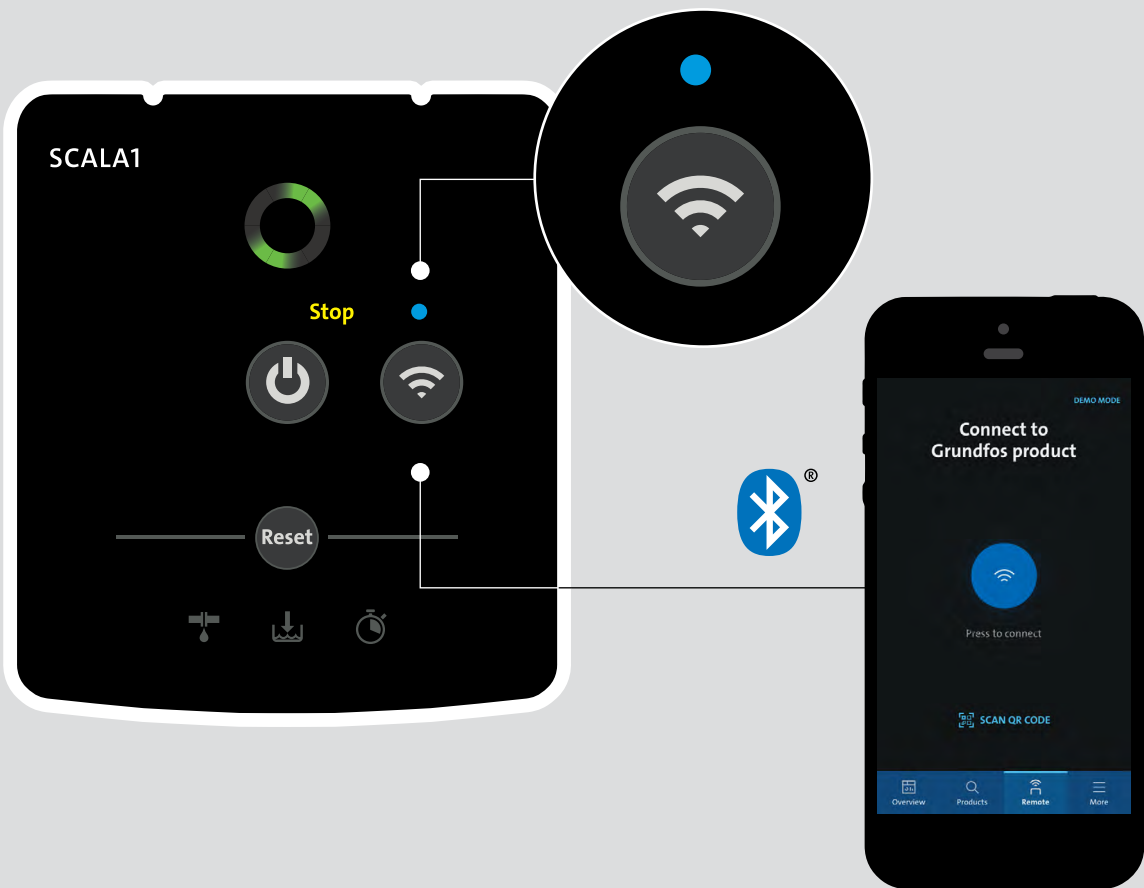 SCALA1
Stop
Reset
®
DEMO MODE
Connect to
Grundfos product
Press to connect
SCAN QR CODE
Overview
Products
Remote
More